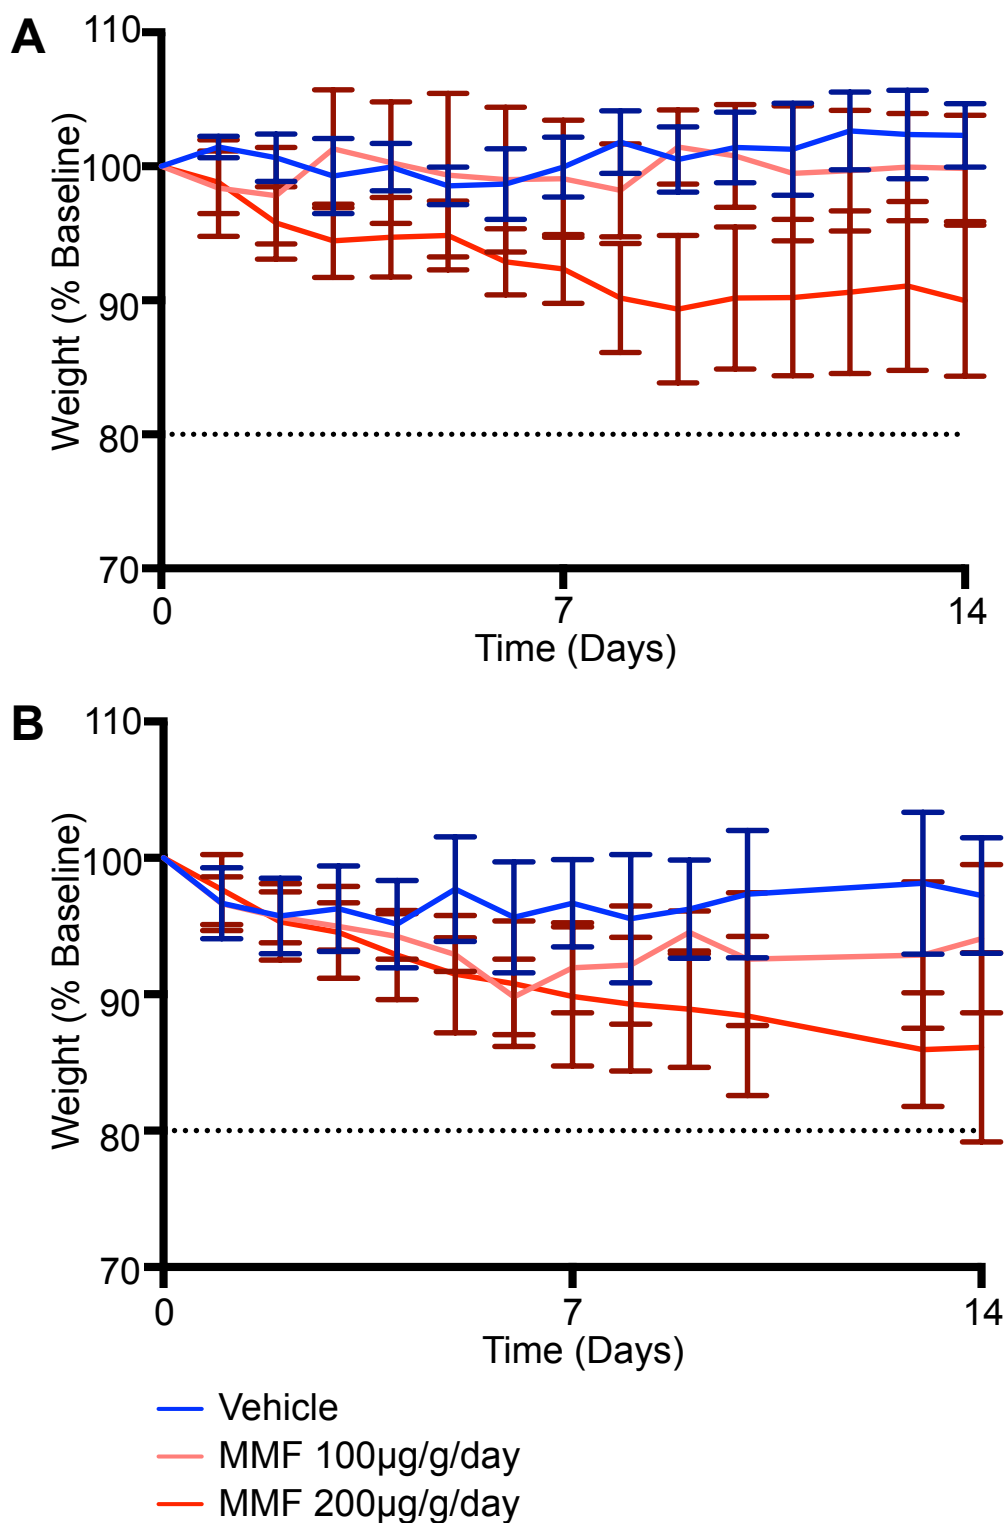 A
110
100
90
80
70
Weight (% Baseline)
0
7
14
Time (Days)
B
110
100
90
80
70
Weight (% Baseline)
0
7
14
Time (Days)
Vehicle
MMF 100µg/g/day
MMF 200µg/g/day